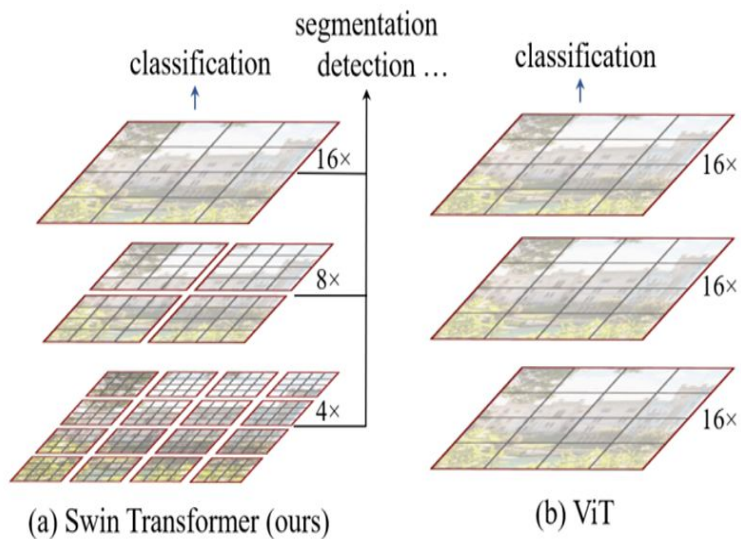 segmentation
classification
detection ...
16×
8×
4×
(a) Swin Transformer (ours)
classification
16×
16×
16×
(b) ViT